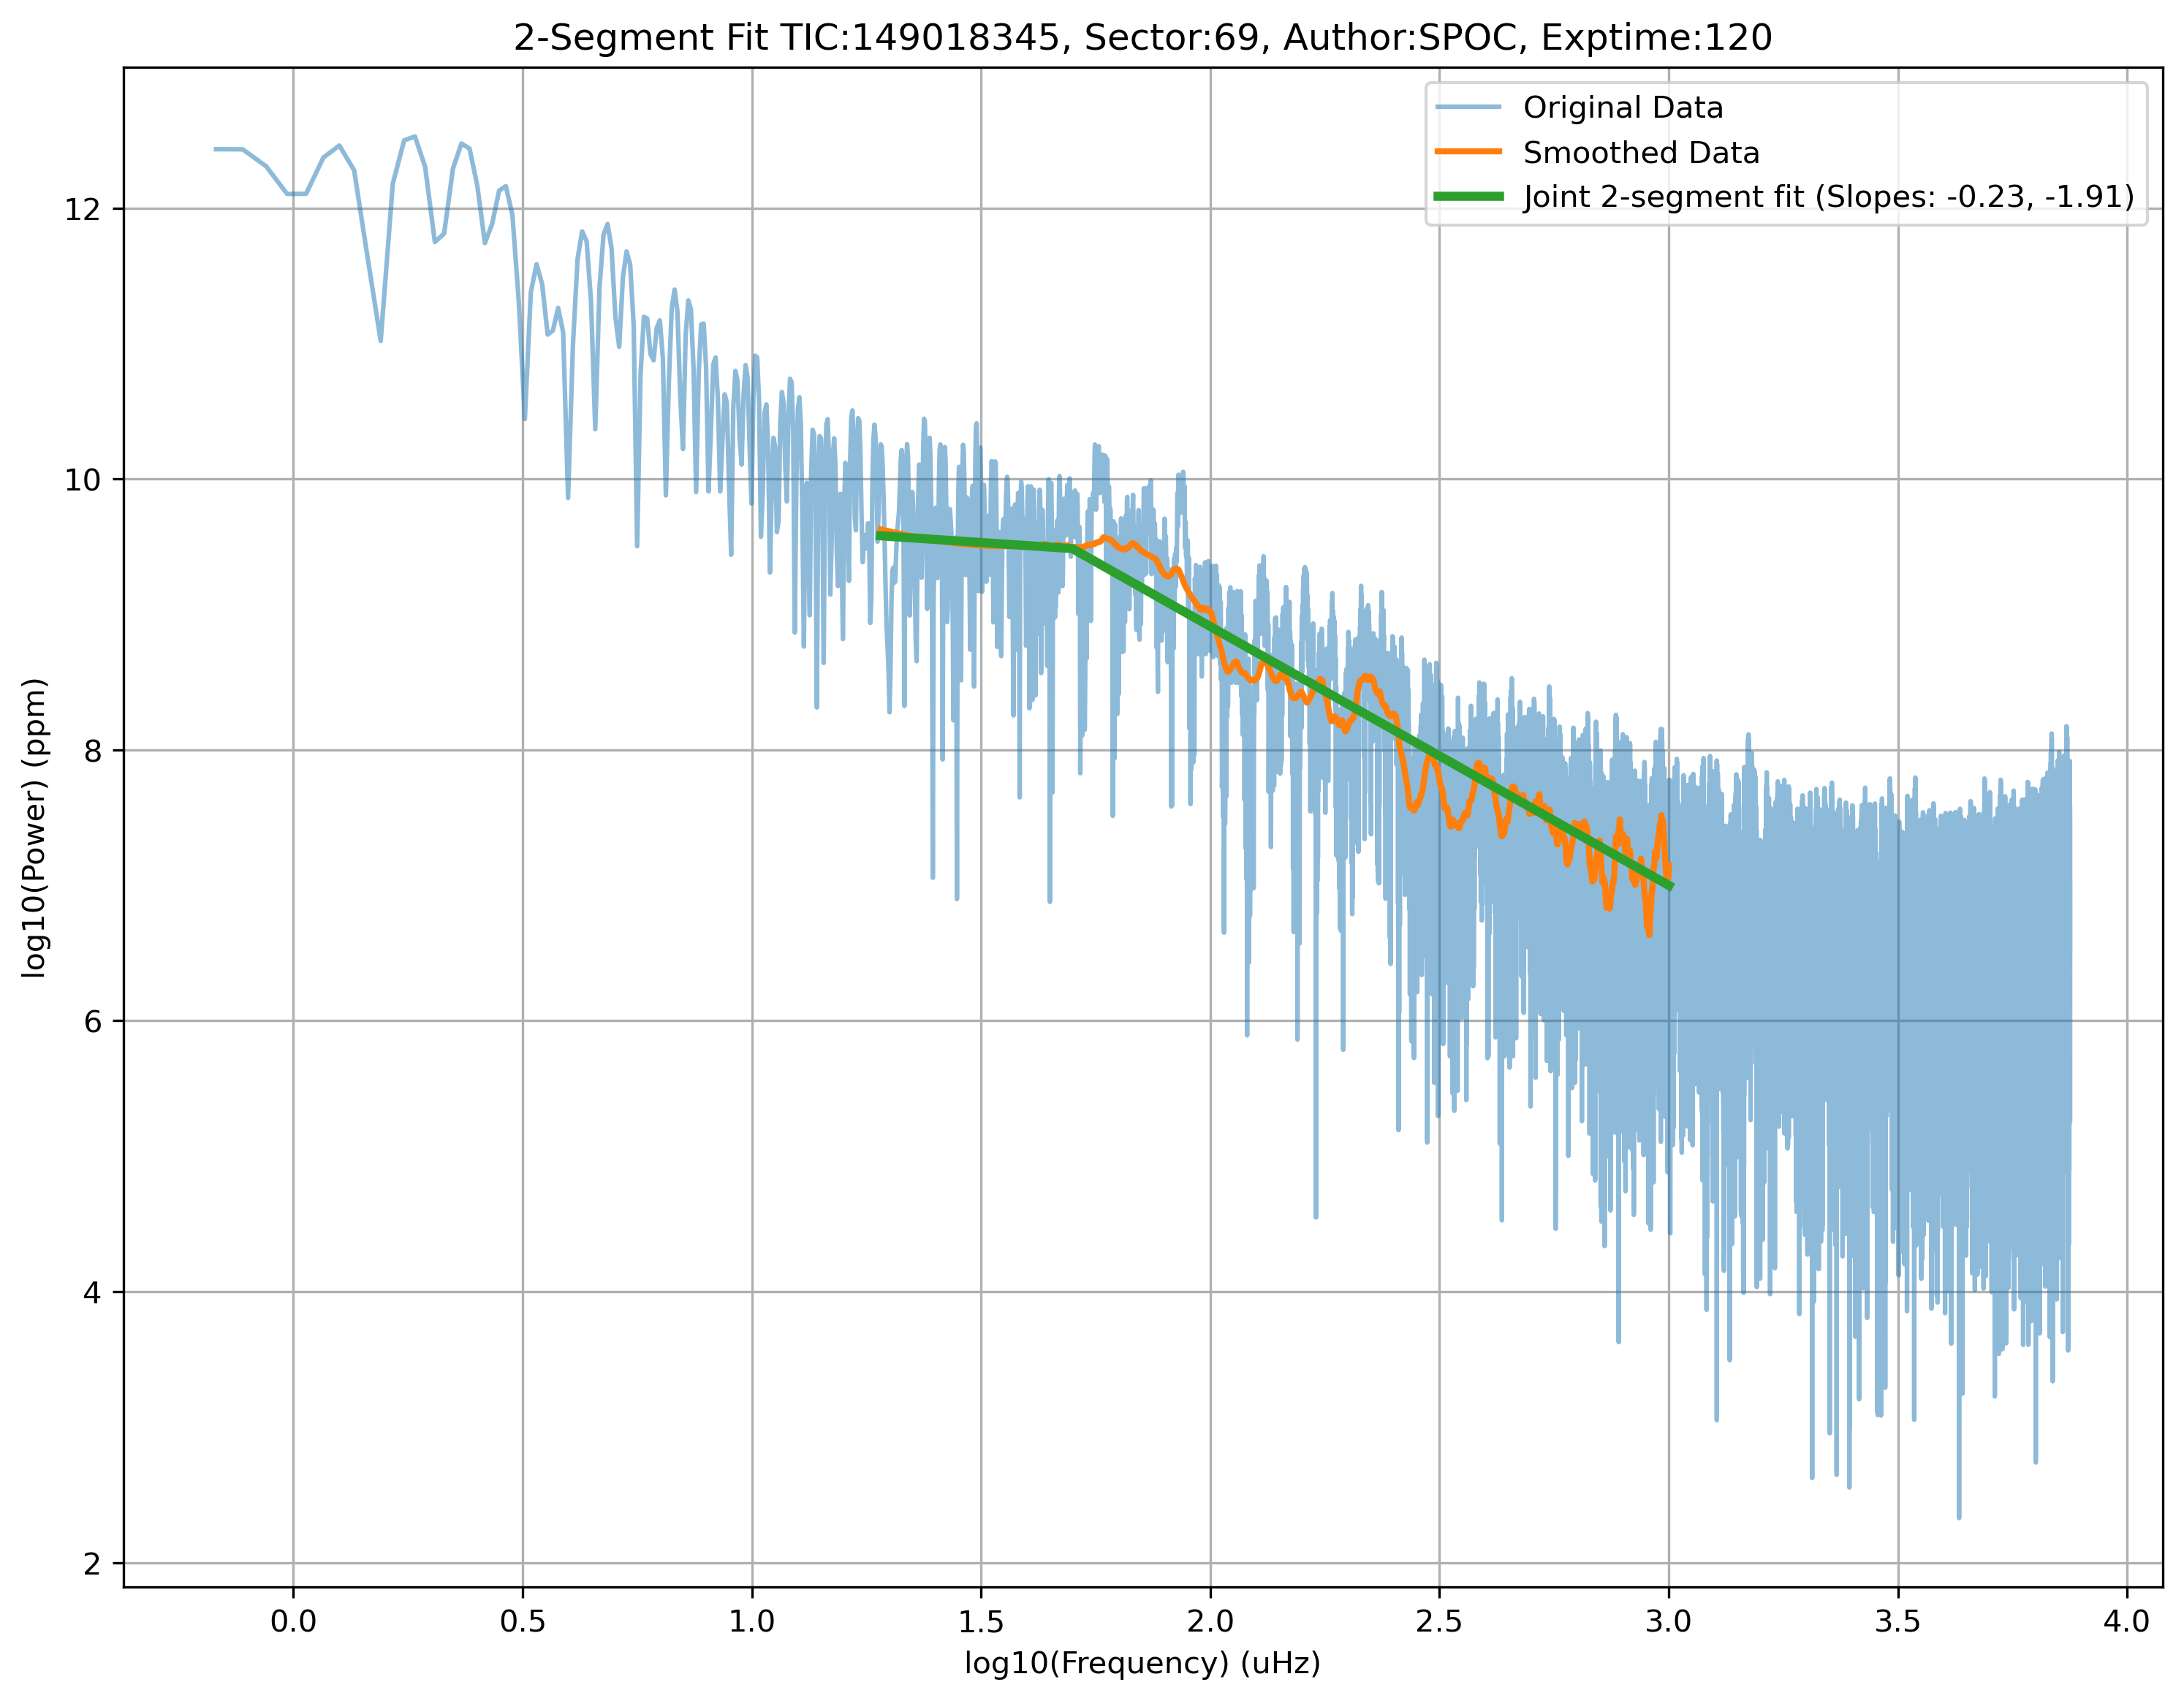 2-Segment Fit TIC:149018345, Sector:69, Author:SPOC, Exptime:120
Original Data
Smoothed Data
Joint 2-segment fit (Slopes: -0.23, -1.91)
log10(Power) (ppm)
12
10
8
6
4
2
0.0 0.5 1.0 1.5 2.0 2.5 3.0 3.5 4.0
log10(Frequency) (uHz)